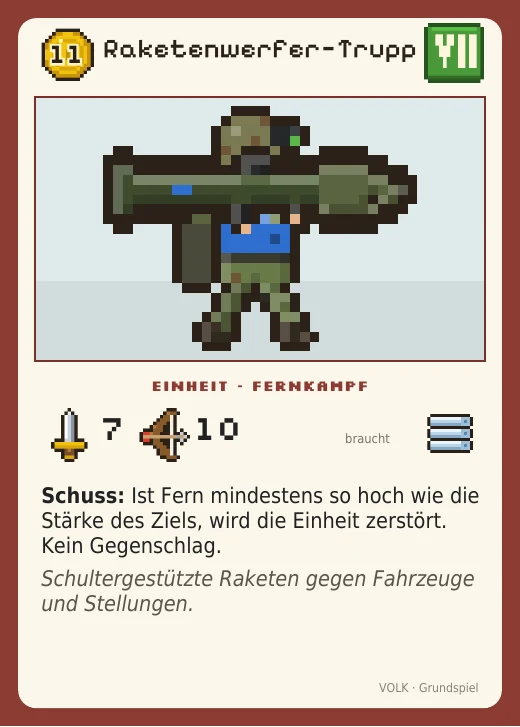 11 Raketenwerfer-Trupp VII
EINHEIT · FERNKAMPF
7 10 braucht
Schuss: Ist Fern mindestens so hoch wie die
Stärke des Ziels, wird die Einheit zerstört.
Kein Gegenschlag.
Schultergestützte Raketen gegen Fahrzeuge
und Stellungen.
VOLK · Grundspiel